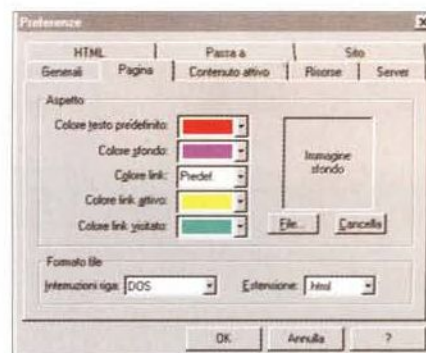 Preferenze
HTML Passa a Sito
Generali Pagina Contenuto attivo Risorse Server
Aspetto
Colore testo predefinito:
Colore sfondo:
Colore link: Predef.
Colore link attivo:
Colore link visitato:
Immagine
sfondo
File... Cancella
Formato file
Interruzioni riga: DOS Estensione: .html
OK Annulla ?